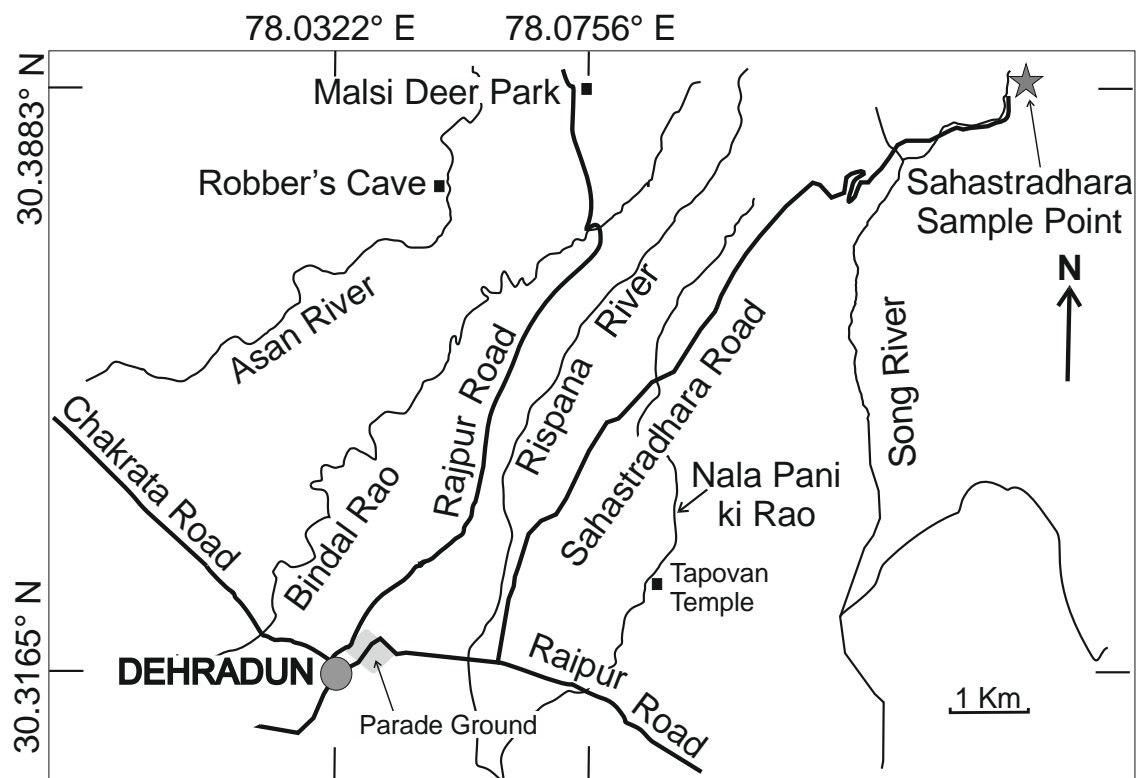 78.0322° E
78.0756° E
30.3883° N
Malsi Deer Park
Robber's Cave
Sahastradhara
Sample Point
N
Asan River
Rispana River
Rajpur Road
Sahastradhara Road
Song River
Chakrata Road
Bindal Rao
Nala Pani
ki Rao
Tapovan
Temple
30.3165° N
DEHRADUN
Raipur Road
1 Km
Parade Ground